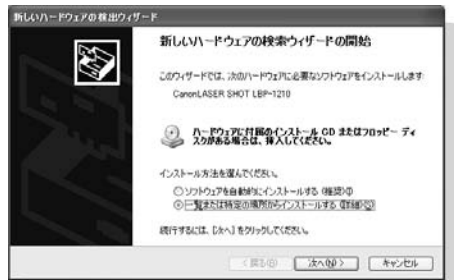 新しいハードウェアの検出ウィザード
新しいハードウェアの検索ウィザードの開始
このウィザードでは、次のハードウェアに必要なソフトウェアをインストールします:
CanonLASER SHOT LBP-1210
ハードウェアに付属のインストール CD またはフロッピー ディ
スクがある場合は、挿入してください。
インストール方法を選んでください。
ソフトウェアを自動的にインストールする (推奨)(I)
一覧または特定の場所からインストールする (詳細)(S)
続行するには、[次へ] をクリックしてください。
< 戻る(B)
次へ(N) >
キャンセル